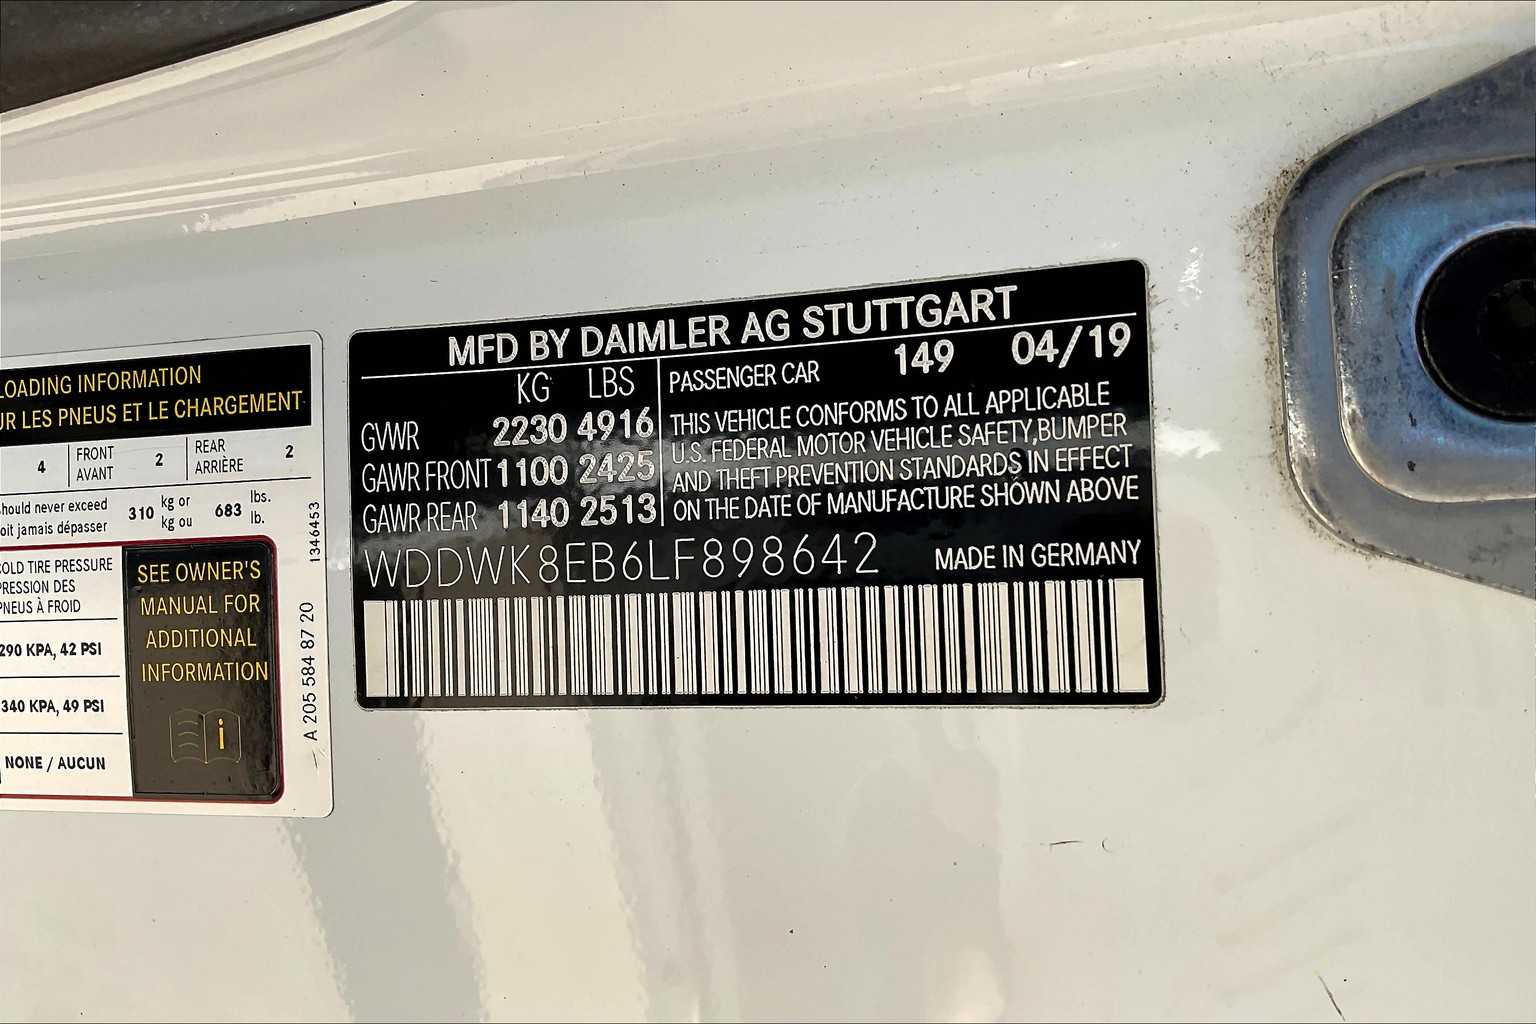 LOADING INFORMATION
UR LES PNEUS ET LE CHARGEMENT
4 FRONT AVANT 2 REAR ARRIÈRE 2
hould never exceed
oit jamais dépasser
310 kg or kg ou 683 lbs. lb.
OLD TIRE PRESSURE
PRESSION DES
PNEUS À FROID
290 KPA, 42 PSI
340 KPA, 49 PSI
NONE / AUCUN
SEE OWNER'S
MANUAL FOR
ADDITIONAL
INFORMATION
i
1346453
A 205 584 87 20
MFD BY DAIMLER AG STUTTGART
KG LBS
GVWR 2230 4916
GAWR FRONT 1100 2425
GAWR REAR 1140 2513
PASSENGER CAR 149 04/19
THIS VEHICLE CONFORMS TO ALL APPLICABLE
U.S. FEDERAL MOTOR VEHICLE SAFETY,BUMPER
AND THEFT PREVENTION STANDARDS IN EFFECT
ON THE DATE OF MANUFACTURE SHOWN ABOVE
WDDWK8EB6LF898642 MADE IN GERMANY